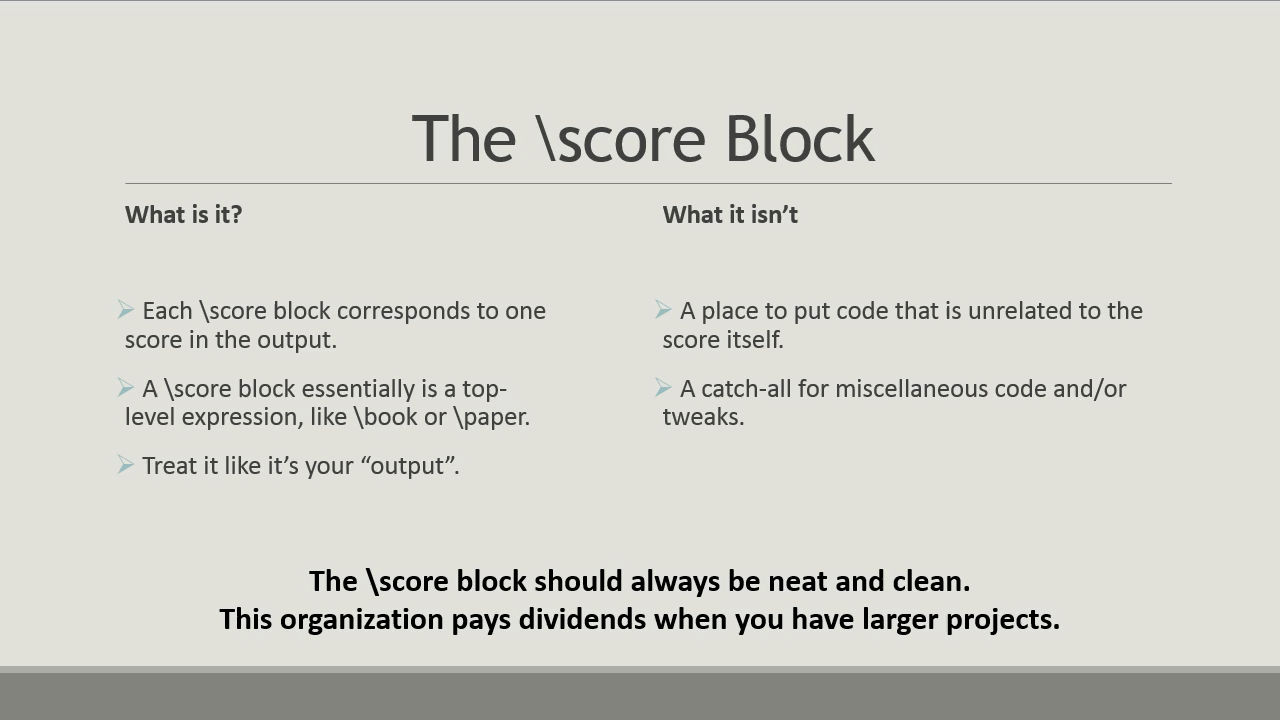 The \score Block
What is it?
Each \score block corresponds to one
score in the output.
A \score block essentially is a top-
level expression, like \book or \paper.
Treat it like it’s your “output”.
What it isn’t
A place to put code that is unrelated to the
score itself.
A catch-all for miscellaneous code and/or
tweaks.
The \score block should always be neat and clean.
This organization pays dividends when you have larger projects.